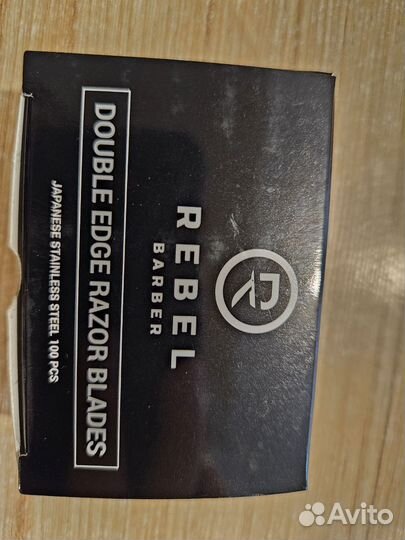 R
REBEL
BARBER
DOUBLE EDGE RAZOR BLADES
JAPANESE STAINLESS STEEL 100 PCS
Avito